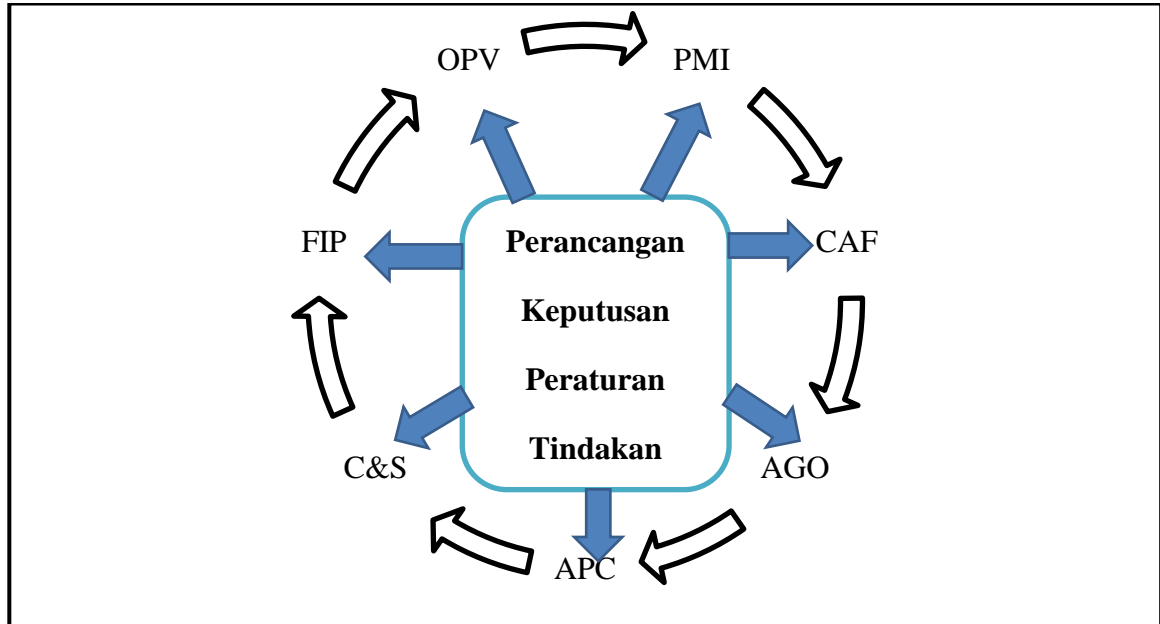 OPV PMI
FIP Perancangan CAF
Keputusan
Peraturan
Tindakan
C&S AGO
APC